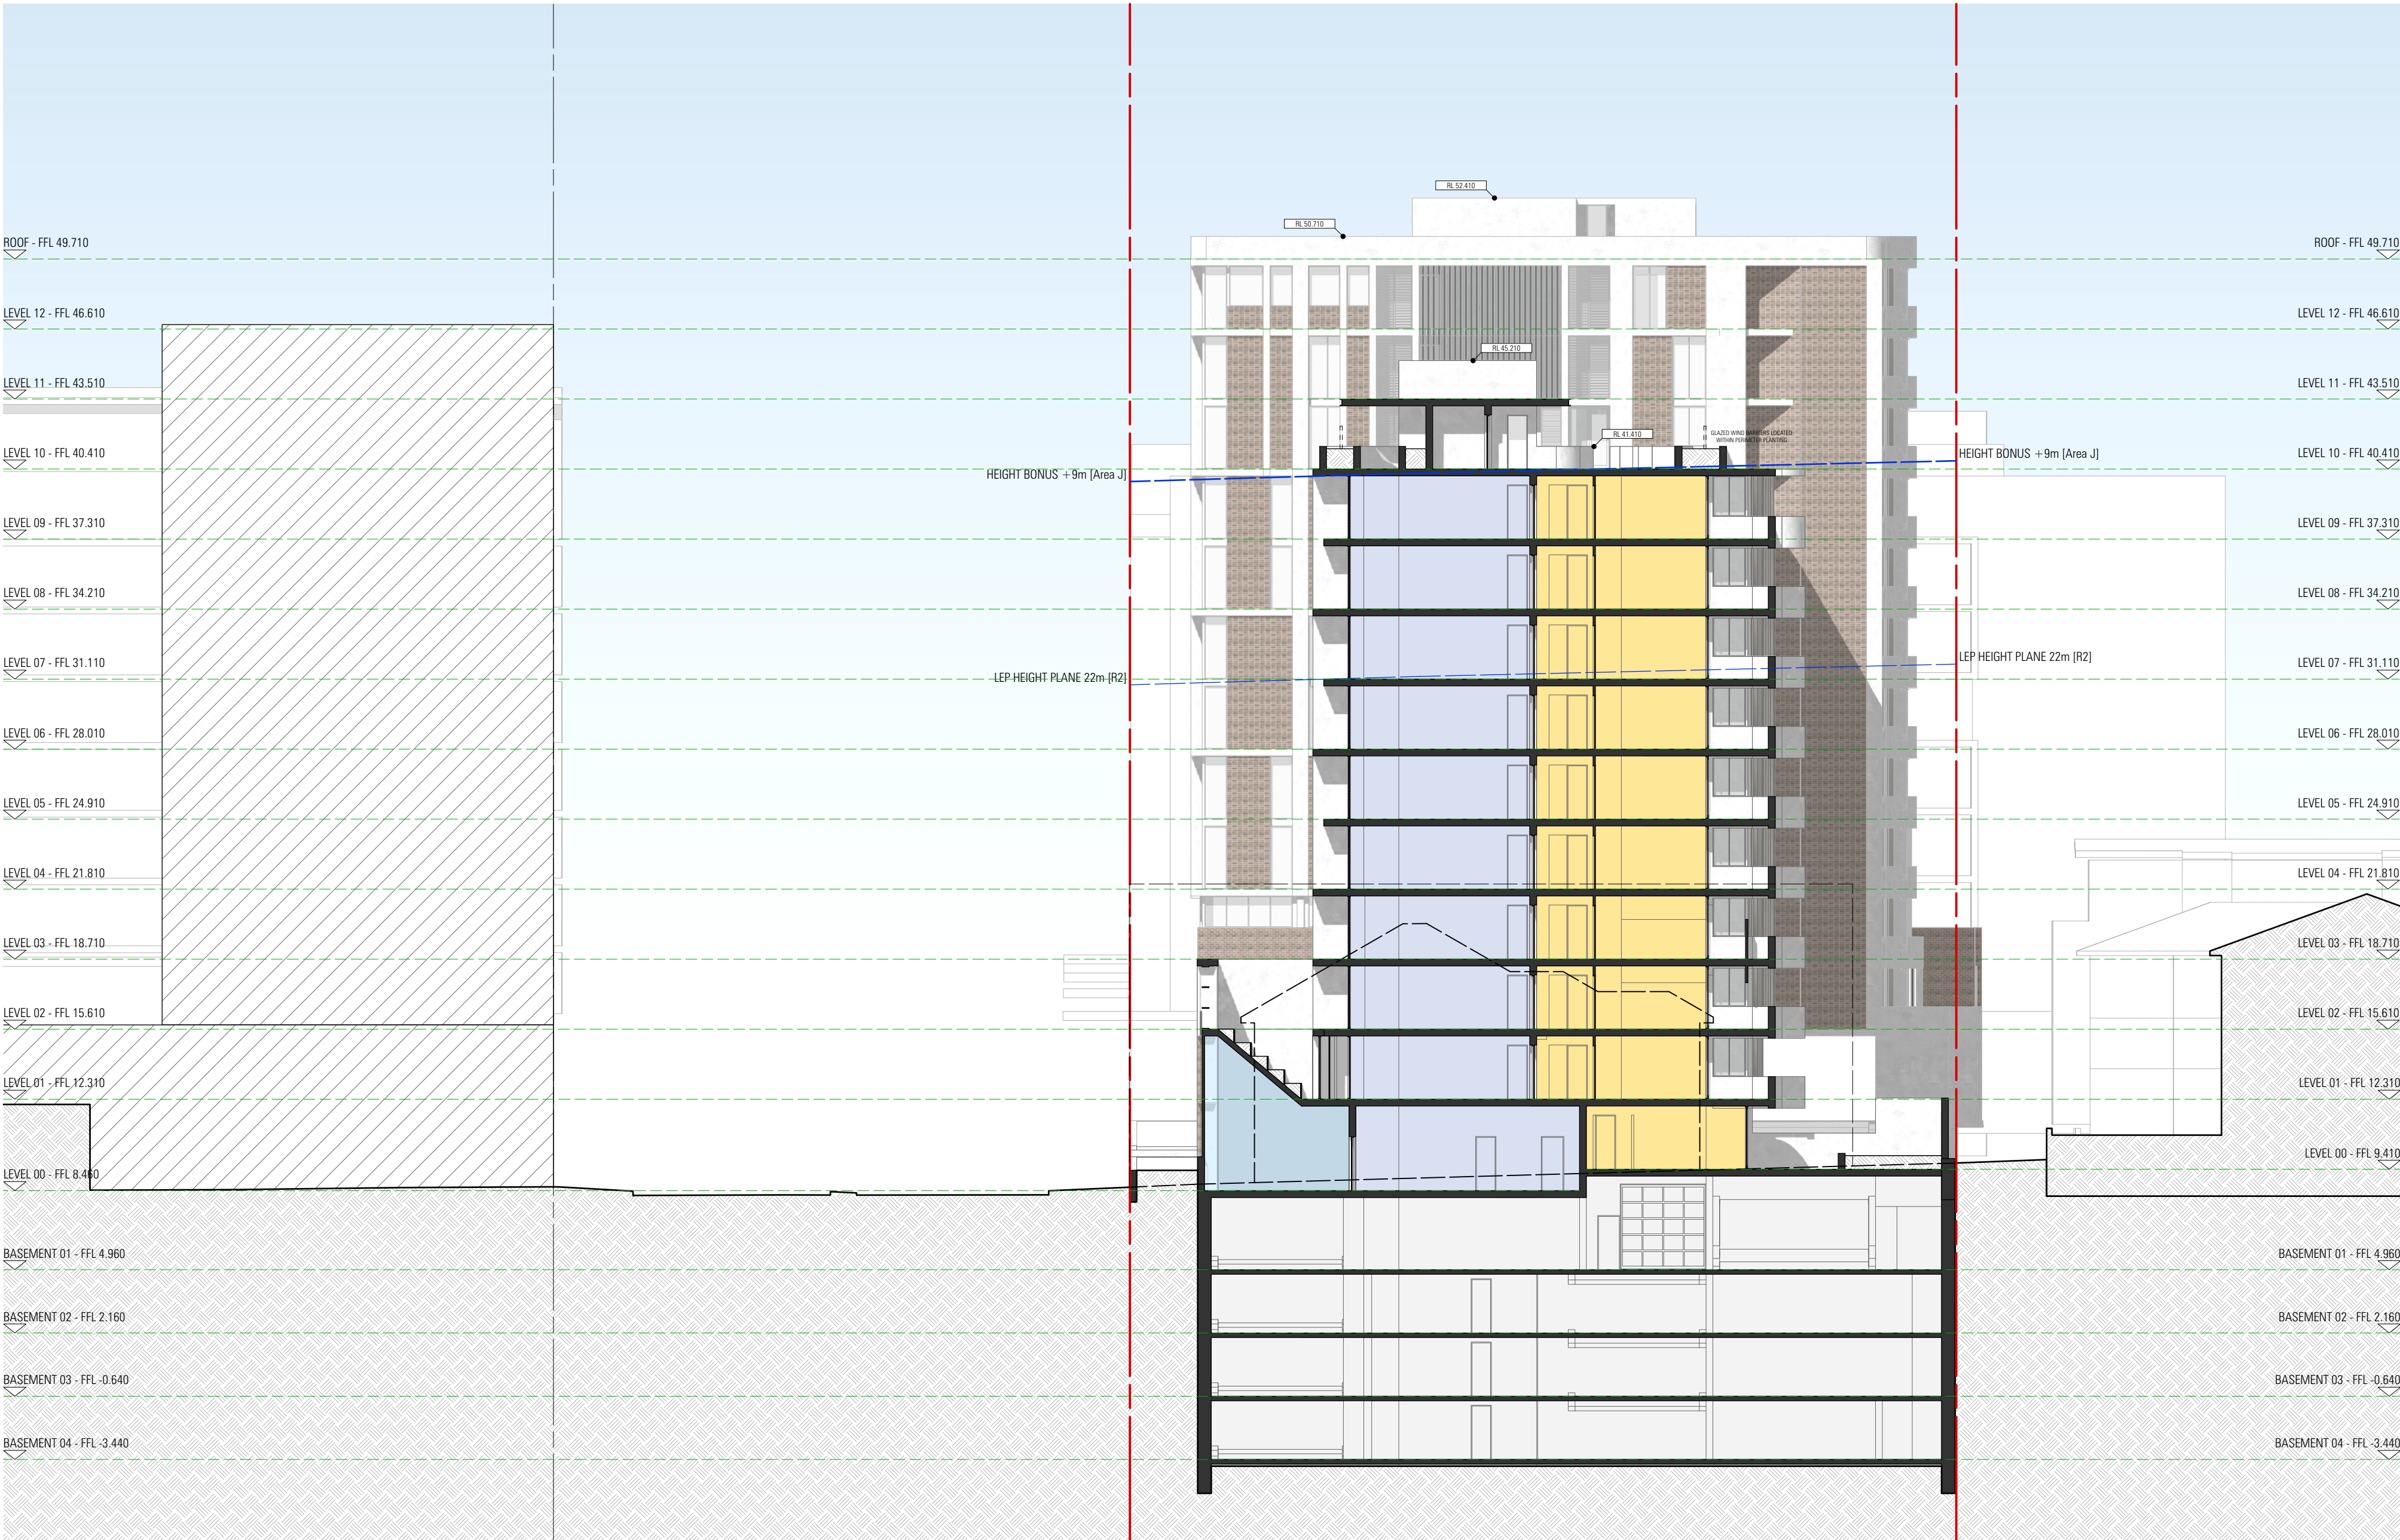 RL 52.410
RL 50.710
ROOF - FFL 49.710
ROOF - FFL 49.710
LEVEL 12 - FFL 46.610
LEVEL 12 - FFL 46.610
RL 45.210
LEVEL 11 - FFL 43.510
LEVEL 11 - FFL 43.510
RL 41.410
GLAZED WIND BARRIERS LOCATED
WITHIN PERIMETER PLANTING
LEVEL 10 - FFL 40.410
HEIGHT BONUS +9m [Area J]
LEVEL 10 - FFL 40.410
HEIGHT BONUS +9m [Area J]
LEVEL 09 - FFL 37.310
LEVEL 09 - FFL 37.310
LEVEL 08 - FFL 34.210
LEVEL 08 - FFL 34.210
LEP HEIGHT PLANE 22m [R2]
LEVEL 07 - FFL 31.110
LEVEL 07 - FFL 31.110
LEP HEIGHT PLANE 22m [R2]
LEVEL 06 - FFL 28.010
LEVEL 06 - FFL 28.010
LEVEL 05 - FFL 24.910
LEVEL 05 - FFL 24.910
LEVEL 04 - FFL 21.810
LEVEL 04 - FFL 21.810
LEVEL 03 - FFL 18.710
LEVEL 03 - FFL 18.710
LEVEL 02 - FFL 15.610
LEVEL 02 - FFL 15.610
LEVEL 01 - FFL 12.310
LEVEL 01 - FFL 12.310
LEVEL 00 - FFL 9.410
LEVEL 00 - FFL 8.460
BASEMENT 01 - FFL 4.960
BASEMENT 01 - FFL 4.960
BASEMENT 02 - FFL 2.160
BASEMENT 02 - FFL 2.160
BASEMENT 03 - FFL -0.640
BASEMENT 03 - FFL -0.640
BASEMENT 04 - FFL -3.440
BASEMENT 04 - FFL -3.440